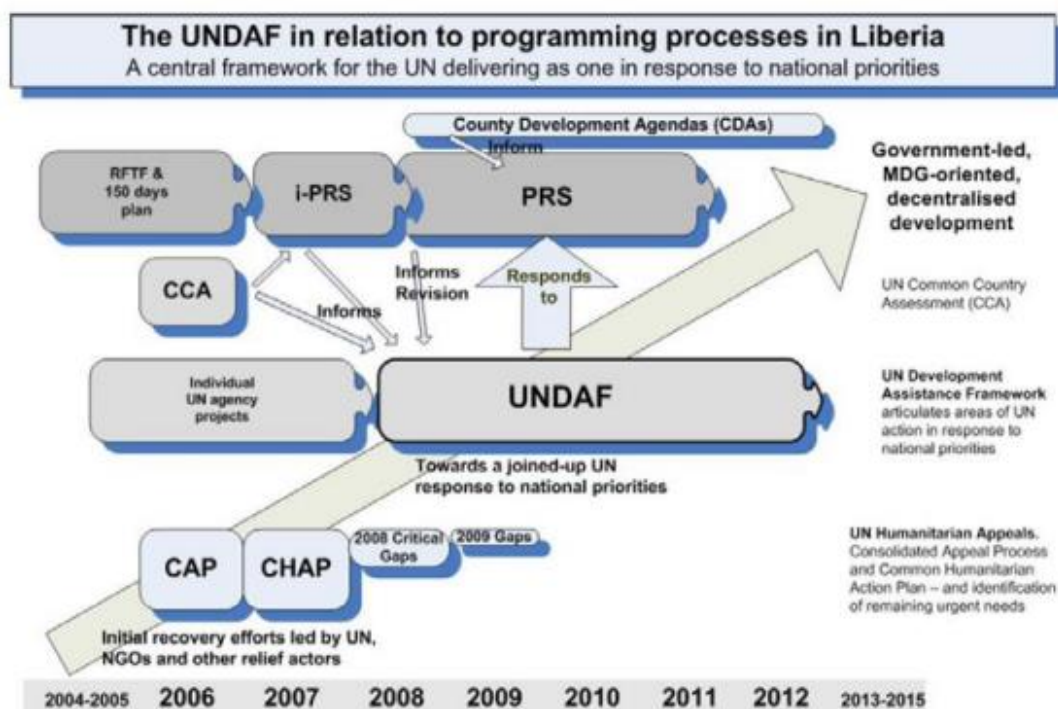 The UNDAF in relation to programming processes in Liberia
A central framework for the UN delivering as one in response to national priorities
County Development Agendas (CDAs)
Inform
RFTF &
150 days
plan
i-PRS
PRS
Government-led,
MDG-oriented,
decentralised
development
CCA
Informs
Informs
Revision
Responds
to
UN Common Country
Assessment (CCA)
Individual
UN agency
projects
UNDAF
UN Development
Assistance Framework
articulates areas of UN
action in response to
national priorities
Towards a joined-up UN
response to national priorities
CAP
CHAP
2008 Critical
Gaps
2009 Gaps
UN Humanitarian Appeals.
Consolidated Appeal Process
and Common Humanitarian
Action Plan – and identification
of remaining urgent needs
Initial recovery efforts led by UN,
NGOs and other relief actors
2004-2005 2006 2007 2008 2009 2010 2011 2012 2013-2015